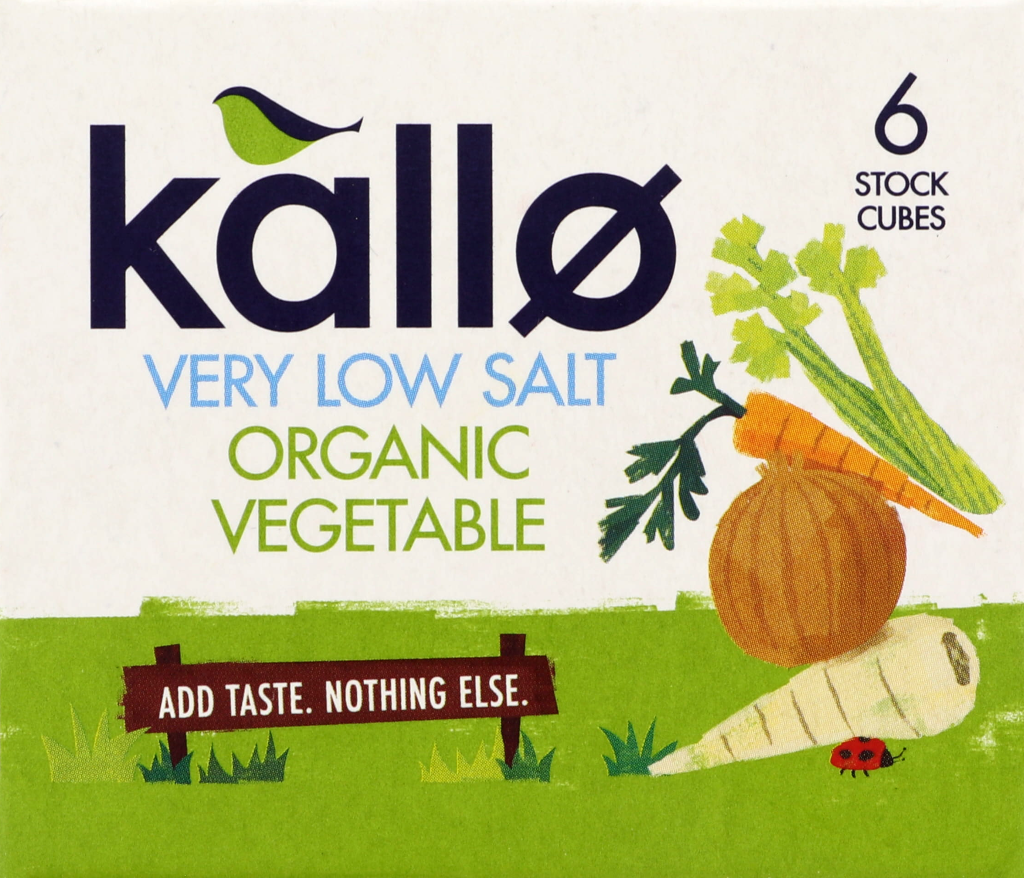 kallø
6
STOCK
CUBES
VERY LOW SALT
ORGANIC
VEGETABLE
ADD TASTE. NOTHING ELSE.